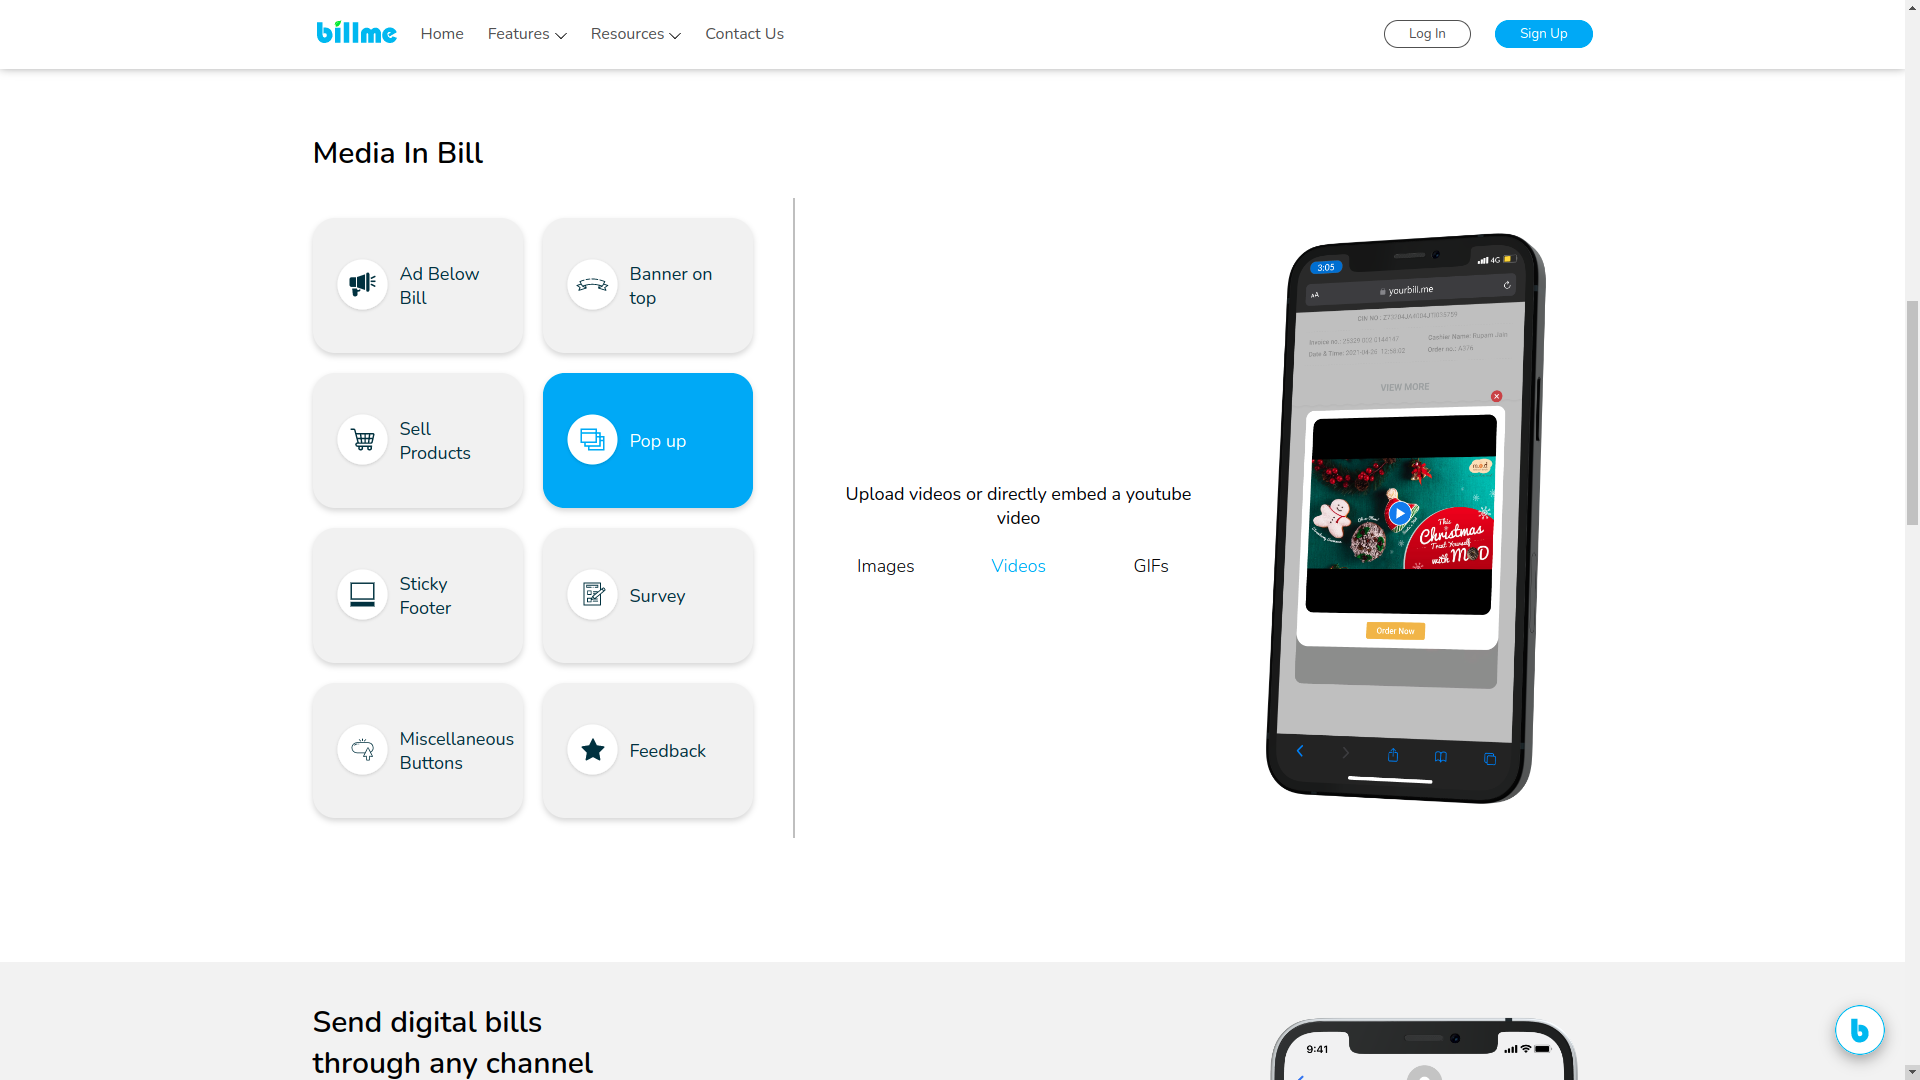 billme
Home
Features
Resources
Contact Us
Log In
Sign Up
Media In Bill
Ad Below
Bill
Banner on
top
Sell
Products
Pop up
Sticky
Footer
Survey
Miscellaneous
Buttons
Feedback
Upload videos or directly embed a youtube
video
Images
Videos
GIFs
3:05
4G
AA
yourbill.me
VIEW MORE
This
Christmas
Treat Yourself
with MOD
Order Now
Send digital bills
through any channel
9:41
b